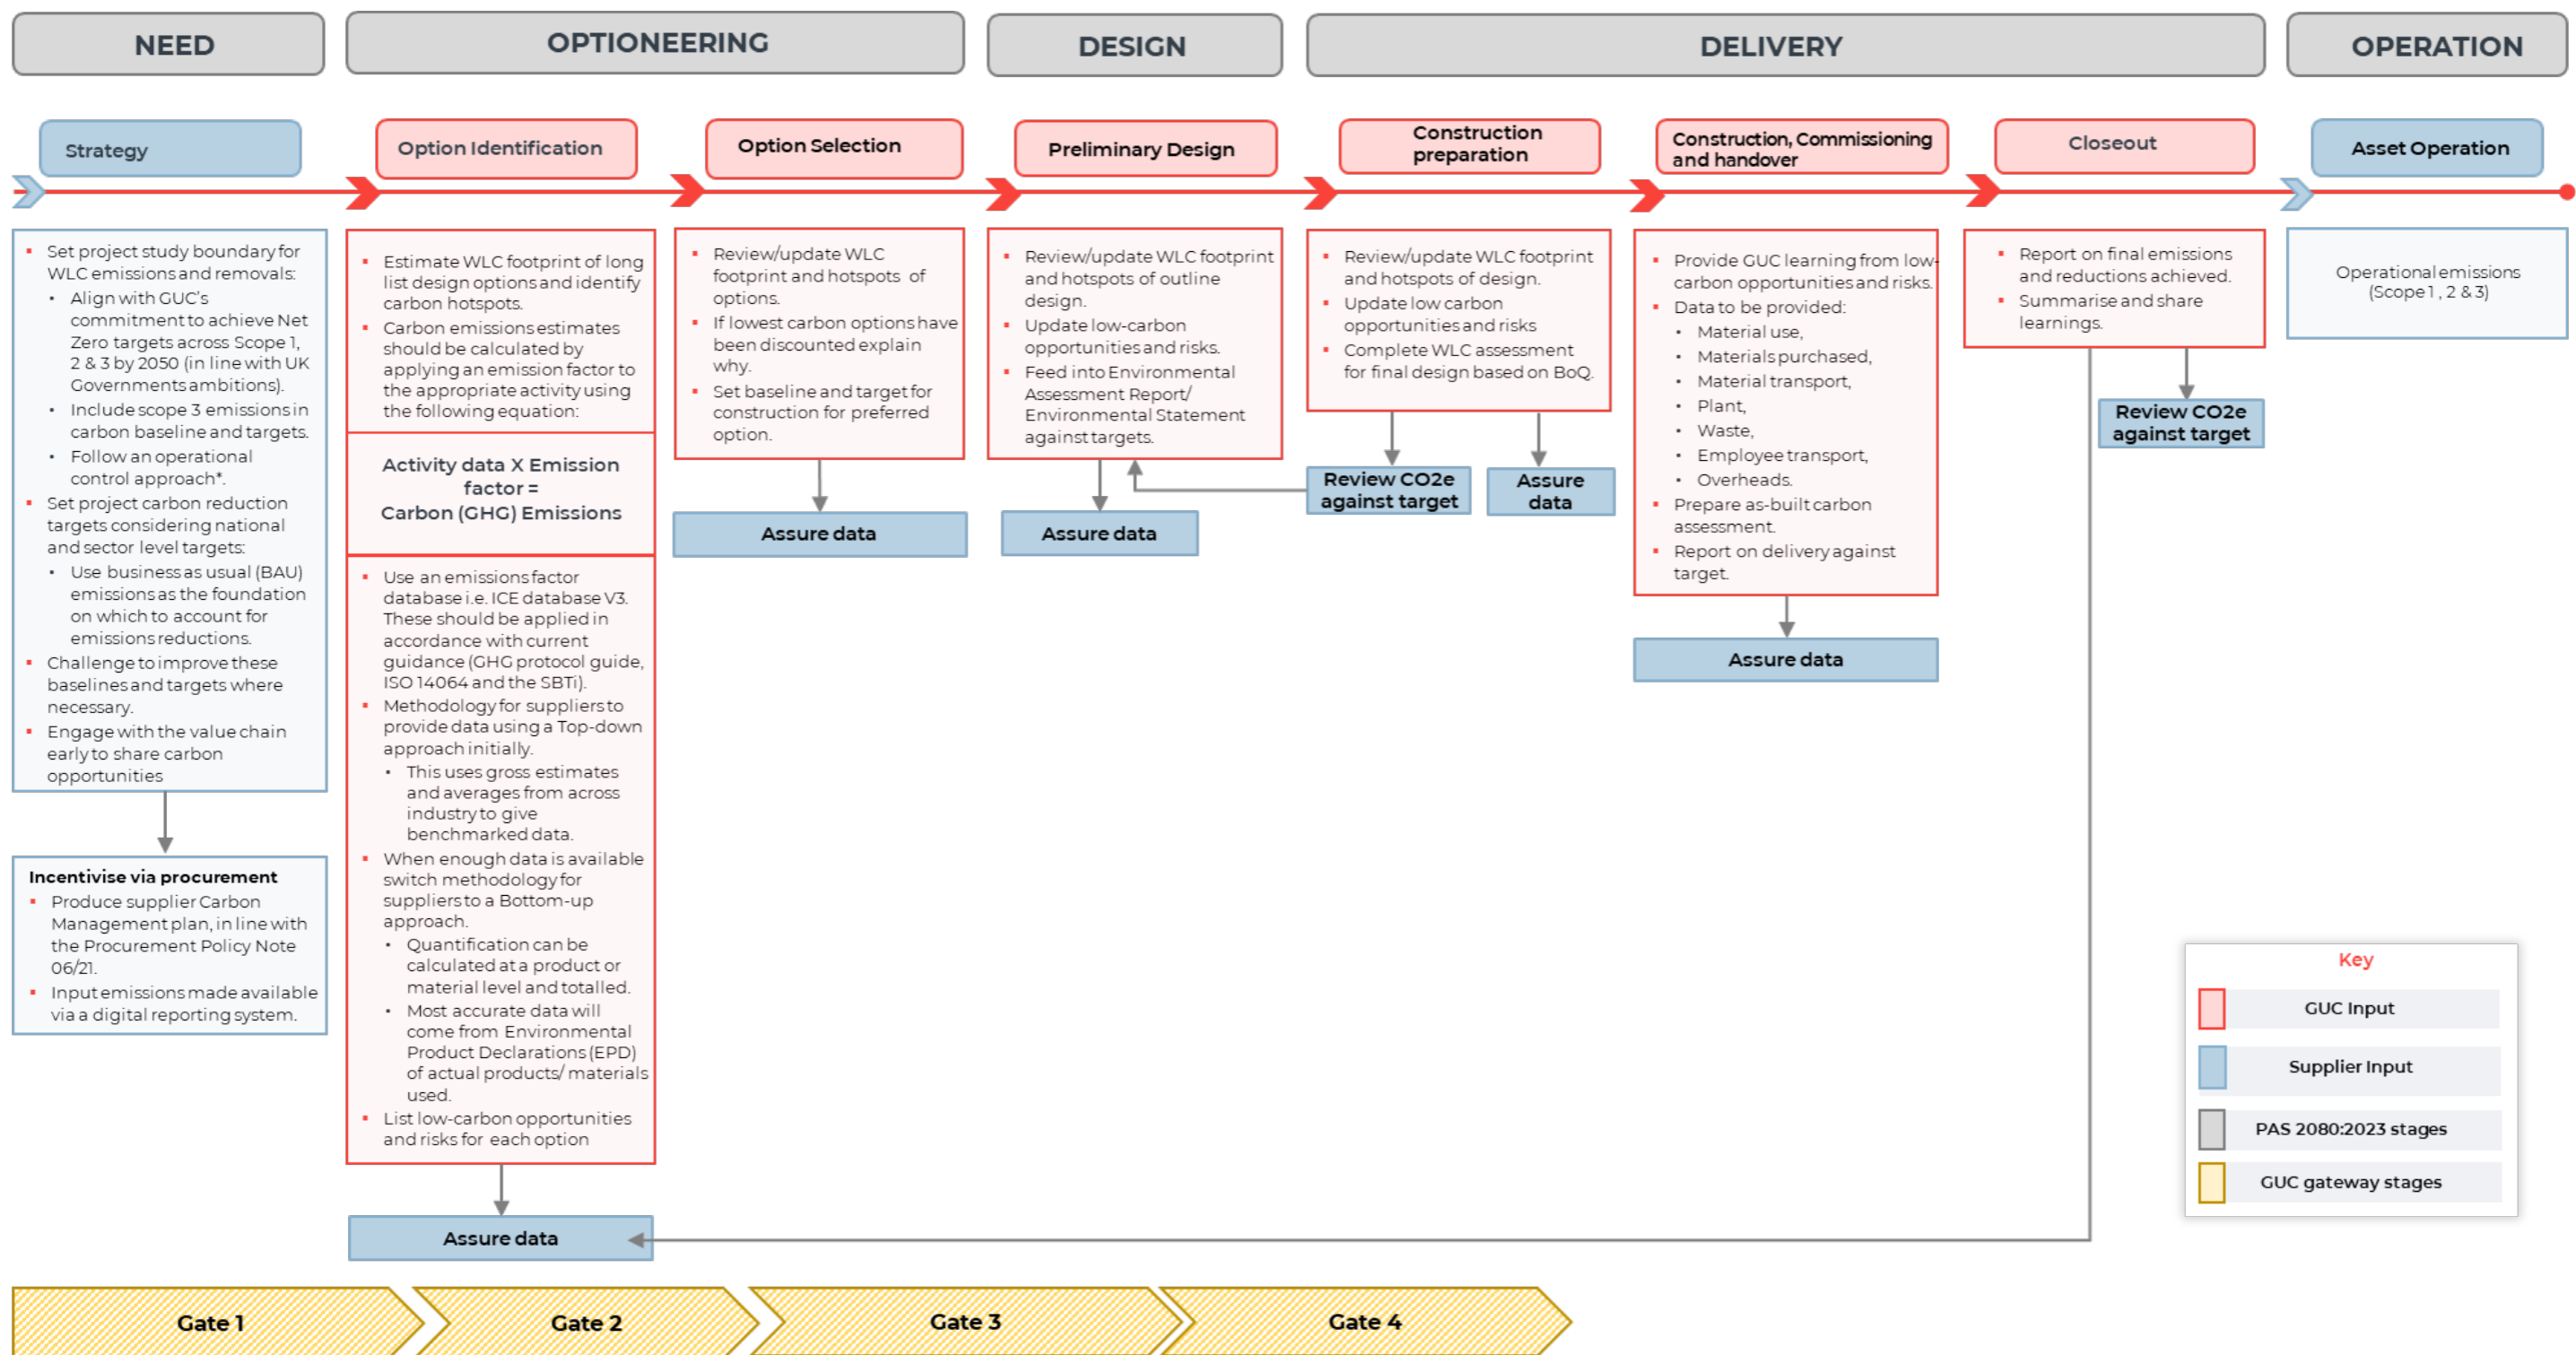 NEED
OPTIONEERING
DESIGN
DELIVERY
OPERATION
Strategy
Option Identification
Option Selection
Preliminary Design
Construction
preparation
Construction, Commissioning
and handover
Closeout
Asset Operation
Set project study boundary for
WLC emissions and removals:
Align with GUC's
commitment to achieve Net
Zero targets across Scope 1,
2 & 3 by 2050 (in line with UK
Governments ambitions).
Include scope 3 emissions in
carbon baseline and targets.
Follow an operational
control approach*.
Set project carbon reduction
targets considering national
and sector level targets:
Use business as usual (BAU)
emissions as the foundation
on which to account for
emissions reductions.
Challenge to improve these
baselines and targets where
necessary.
Engage with the value chain
early to share carbon
opportunities
Incentivise via procurement
Produce supplier Carbon
Management plan, in line with
the Procurement Policy Note
06/21.
Input emissions made available
via a digital reporting system.
Estimate WLC footprint of long
list design options and identify
carbon hotspots.
Carbon emissions estimates
should be calculated by
applying an emission factor to
the appropriate activity using
the following equation:
Activity data X Emission
factor =
Carbon (GHG) Emissions
Use an emissions factor
database i.e. ICE database V3.
These should be applied in
accordance with current
guidance (GHG protocol guide,
ISO 14064 and the SBTi).
Methodology for suppliers to
provide data using a Top-down
approach initially.
This uses gross estimates
and averages from across
industry to give
benchmarked data.
When enough data is available
switch methodology for
suppliers to a Bottom-up
approach.
Quantification can be
calculated at a product or
material level and totalled.
Most accurate data will
come from Environmental
Product Declarations (EPD)
of actual products/ materials
used.
List low-carbon opportunities
and risks for each option
Assure data
Review/update WLC
footprint and hotspots of
options.
If lowest carbon options have
been discounted explain
why.
Set baseline and target for
construction for preferred
option.
Assure data
Review/update WLC footprint
and hotspots of outline
design.
Update low-carbon
opportunities and risks.
Feed into Environmental
Assessment Report/
Environmental Statement
against targets.
Assure data
Review/update WLC footprint
and hotspots of design.
Update low carbon
opportunities and risks
Complete WLC assessment
for final design based on BoQ.
Review CO2e
against target
Assure
data
Provide GUC learning from low-
carbon opportunities and risks.
Data to be provided:
Material use,
Materials purchased,
Material transport,
Plant,
Waste,
Employee transport,
Overheads.
Prepare as-built carbon
assessment.
Report on delivery against
target.
Assure data
Report on final emissions
and reductions achieved.
Summarise and share
learnings.
Review CO2e
against target
Operational emissions
(Scope 1 , 2 & 3)
Key
GUC Input
Supplier Input
PAS 2080:2023 stages
GUC gateway stages
Gate 1
Gate 2
Gate 3
Gate 4